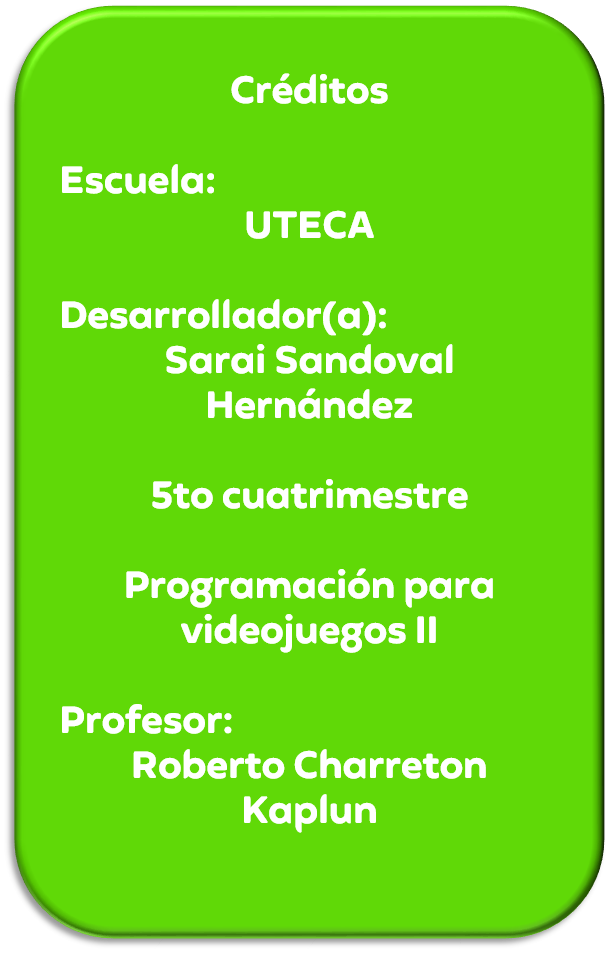 Créditos
Escuela:
UTECA
Desarrollador(a):
Sarai Sandoval
Hernández
5to cuatrimestre
Programación para
videojuegos II
Profesor:
Roberto Charreton
Kaplun